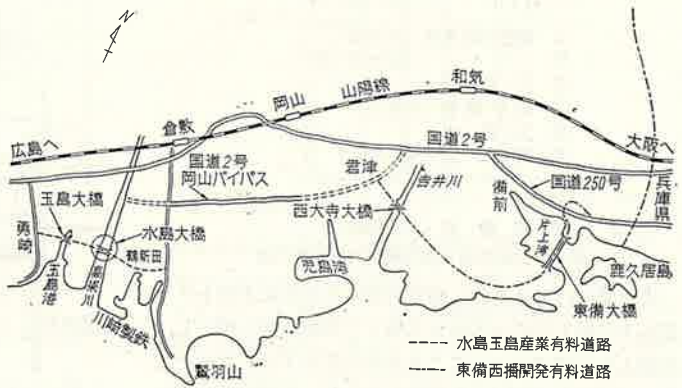 N
広島へ
倉敷
岡山
山陽線
和気
大阪へ
国道2号
国道2号
岡山バイパス
君津
吉井川
国道250号
備前
兵庫県
玉島大橋
勇崎
水島大橋
鶴新田
西大寺大橋
片上湾
児島湾
鹿久居島
玉島港
高梁川
川崎製鉄
東備大橋
鷲羽山
水島玉島産業有料道路
東備西播開発有料道路